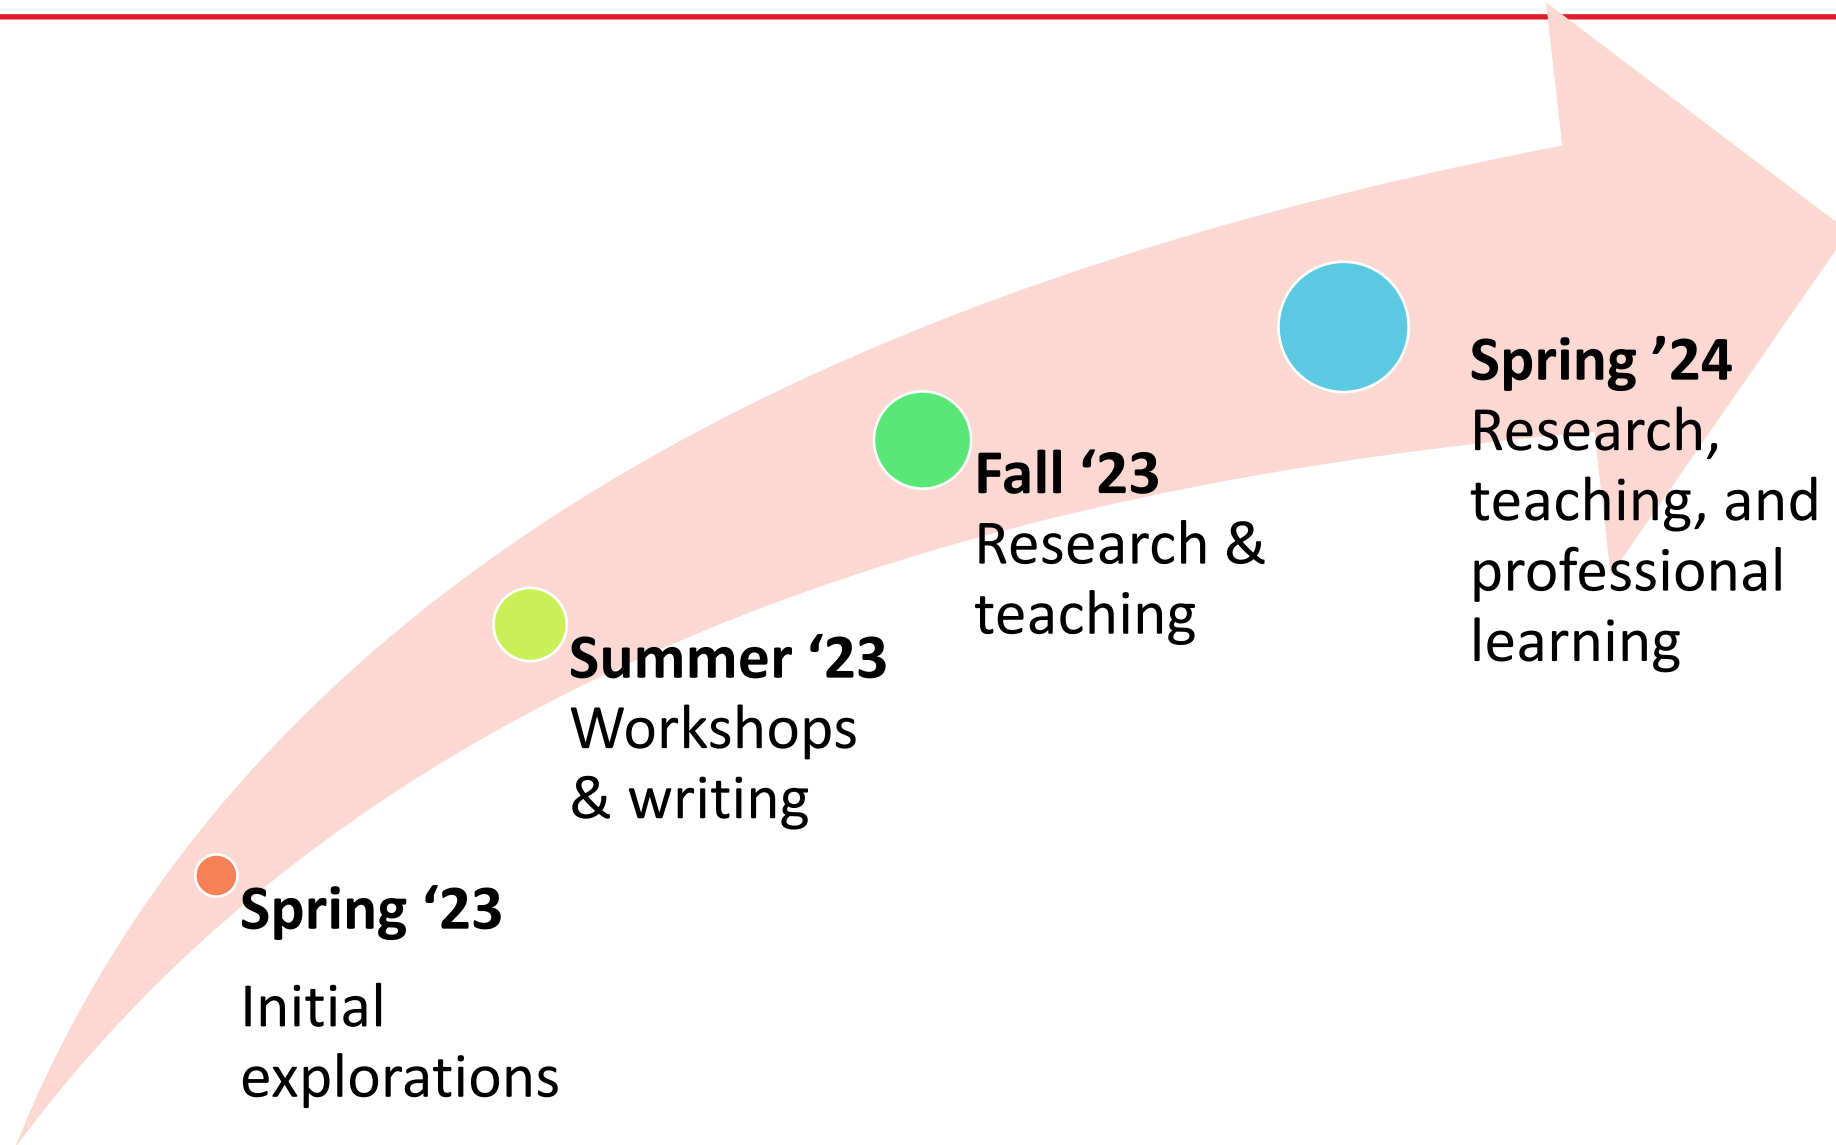 Spring ‘23
Initial
explorations
Summer ‘23
Workshops
& writing
Fall ‘23
Research &
teaching
Spring ’24
Research,
teaching, and
professional
learning